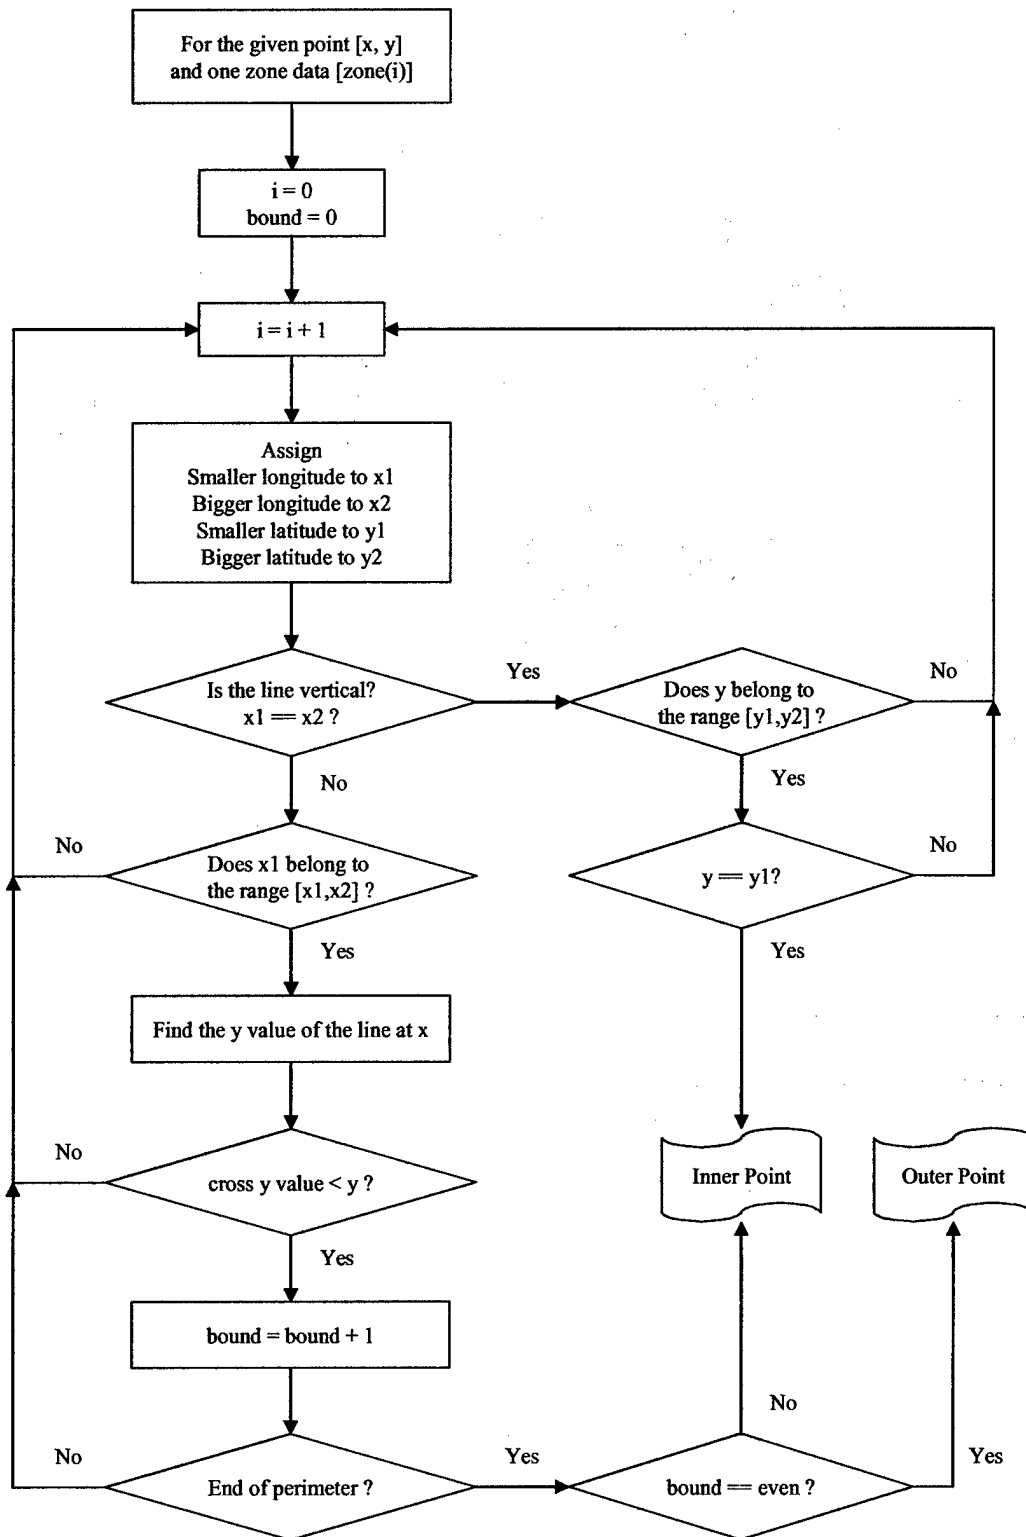 For the given point [x, y]
and one zone data [zone(i)]
i = 0
bound = 0
i = i + 1
Assign
Smaller longitude to x1
Bigger longitude to x2
Smaller latitude to y1
Bigger latitude to y2
Is the line vertical?
x1 == x2 ?
Yes
Does y belong to
the range [y1,y2] ?
No
No
Yes
No
Does x1 belong to
the range [x1,x2] ?
y == y1?
No
Yes
Yes
Find the y value of the line at x
No
cross y value < y ?
Inner Point
Outer Point
Yes
bound = bound + 1
No
No
End of perimeter ?
Yes
bound == even ?
Yes